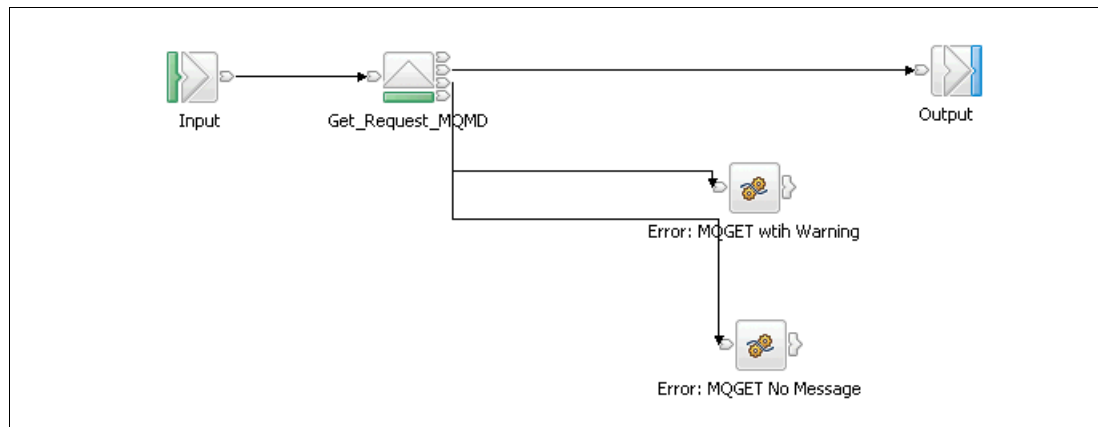 Input
Get_Request_MQMD
Output
Error: MQGET wtih Warning
Error: MQGET No Message